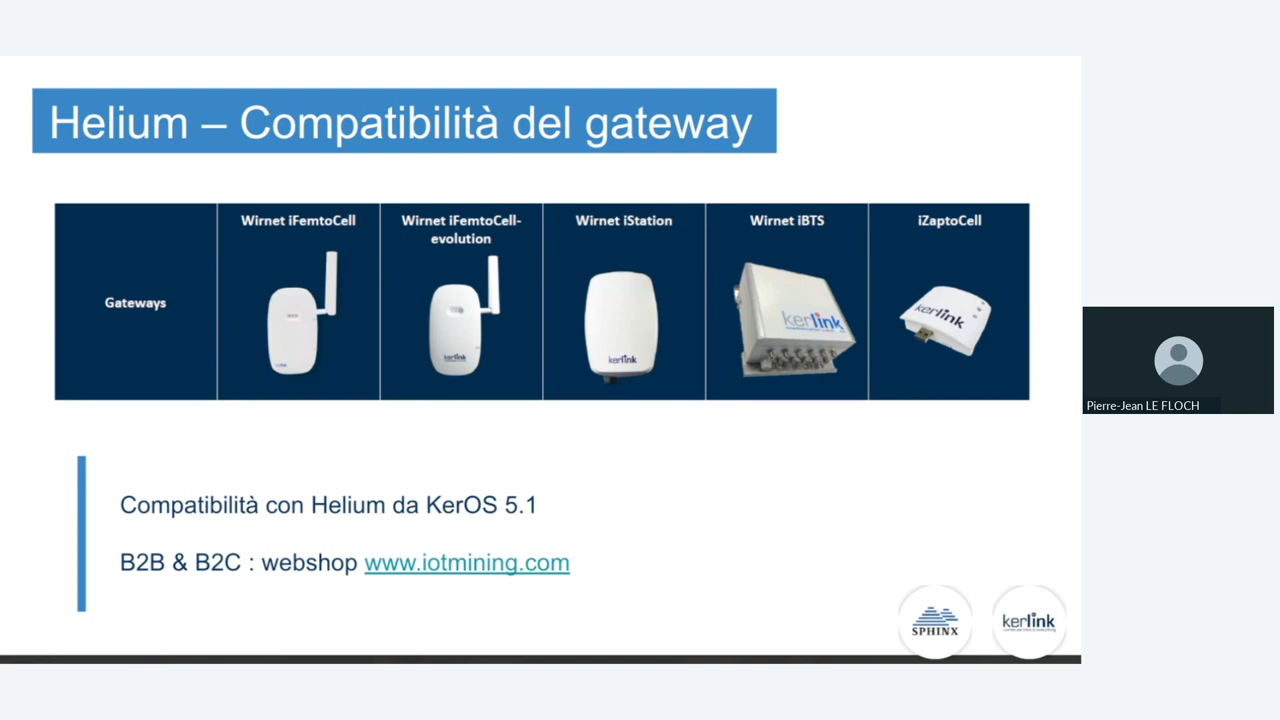 Helium – Compatibilità del gateway
Gateways
Wirnet iFemtoCell
Wirnet iFemtoCell-
evolution
Wirnet iStation
Wirnet iBTS
iZaptoCell
kerlink
kerlink
kerlink
kerlink
Compatibilità con Helium da KerOS 5.1
B2B & B2C : webshop www.iotmining.com
SPHINX
kerlink
Pierre-Jean LE FLOCH